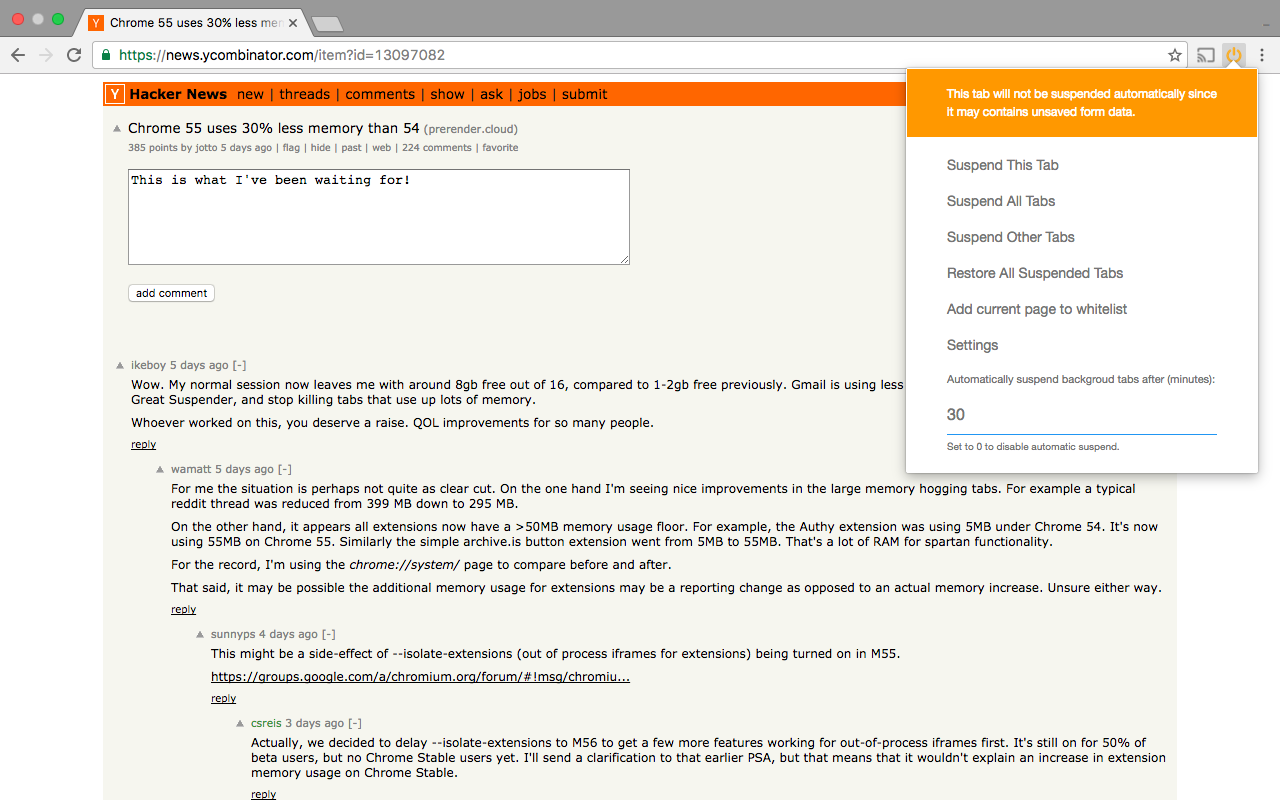 Chrome 55 uses 30% less mem
https://news.ycombinator.com/item?id=13097082
Y Hacker News new | threads | comments | show | ask | jobs | submit
Chrome 55 uses 30% less memory than 54 (prerender.cloud)
385 points by jotto 5 days ago | flag | hide | past | web | 224 comments | favorite
This is what I've been waiting for!
add comment
This tab will not be suspended automatically since
it may contains unsaved form data.
Suspend This Tab
Suspend All Tabs
Suspend Other Tabs
Restore All Suspended Tabs
Add current page to whitelist
Settings
Automatically suspend backgroud tabs after (minutes):
30
Set to 0 to disable automatic suspend.
ikeboy 5 days ago [-]
Wow. My normal session now leaves me with around 8gb free out of 16, compared to 1-2gb free previously. Gmail is using less
Great Suspender, and stop killing tabs that use up lots of memory.
Whoever worked on this, you deserve a raise. QOL improvements for so many people.
reply
wamatt 5 days ago [-]
For me the situation is perhaps not quite as clear cut. On the one hand I'm seeing nice improvements in the large memory hogging tabs. For example a typical
reddit thread was reduced from 399 MB down to 295 MB.
On the other hand, it appears all extensions now have a >50MB memory usage floor. For example, the Authy extension was using 5MB under Chrome 54. It's now
using 55MB on Chrome 55. Similarly the simple archive.is button extension went from 5MB to 55MB. That's a lot of RAM for spartan functionality.
For the record, I'm using the chrome://system/ page to compare before and after.
That said, it may be possible the additional memory usage for extensions may be a reporting change as opposed to an actual memory increase. Unsure either way.
reply
sunnyps 4 days ago [-]
This might be a side-effect of --isolate-extensions (out of process iframes for extensions) being turned on in M55.
https://groups.google.com/a/chromium.org/forum/#!msg/chromiu...
reply
csreis 3 days ago [-]
Actually, we decided to delay --isolate-extensions to M56 to get a few more features working for out-of-process iframes first. It's still on for 50% of
beta users, but no Chrome Stable users yet. I'll send a clarification to that earlier PSA, but that means that it wouldn't explain an increase in extension
memory usage on Chrome Stable.
reply